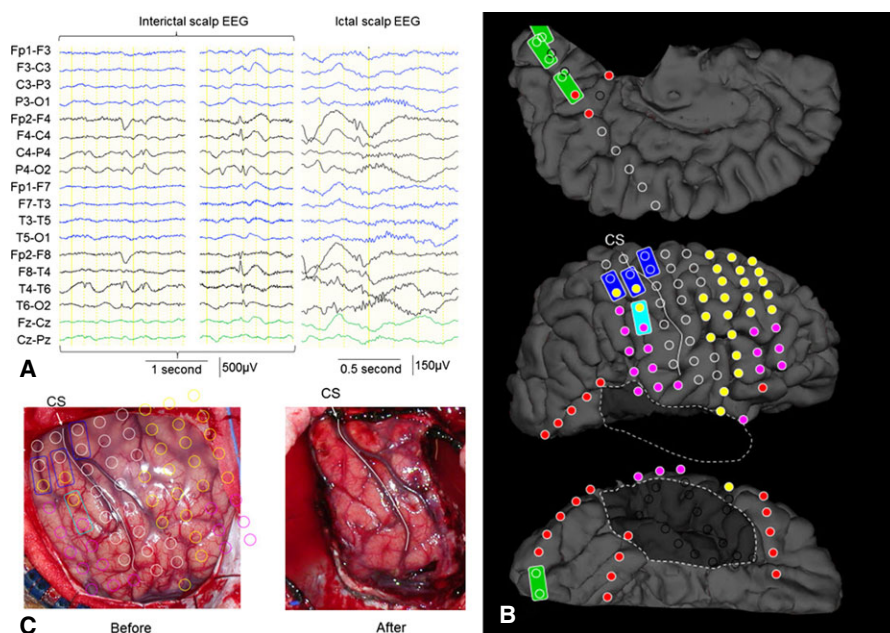 Interictal scalp EEG
Ictal scalp EEG
Fp1-F3
F3-C3
C3-P3
P3-O1
Fp2-F4
F4-C4
C4-P4
P4-O2
Fp1-F7
F7-T3
T3-T5
T5-O1
Fp2-F8
F8-T4
T4-T6
T6-O2
Fz-Cz
Cz-Pz
A
1 second
500µV
0.5 second
150µV
CS
B
CS
C
Before
After